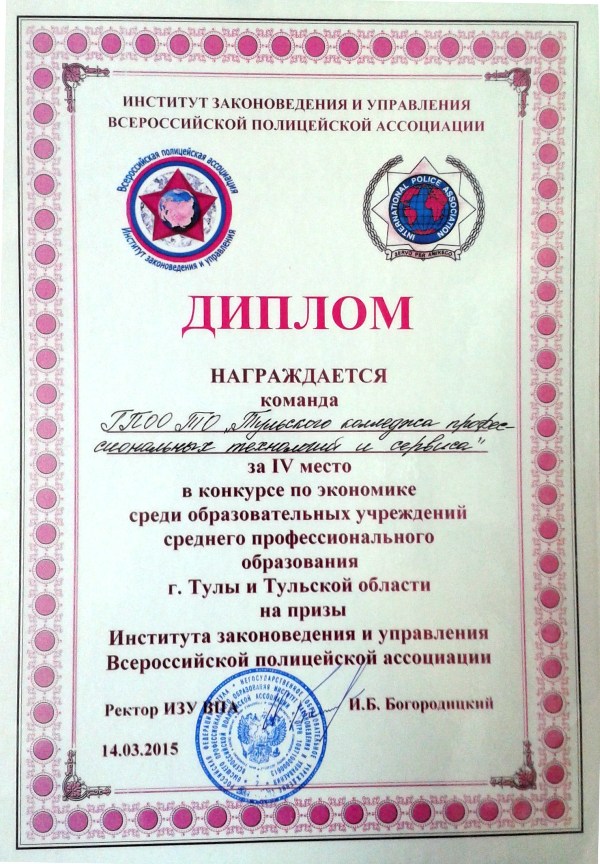 ИНСТИТУТ ЗАКОНОВЕДЕНИЯ И УПРАВЛЕНИЯ
ВСЕРОССИЙСКОЙ ПОЛИЦЕЙСКОЙ АССОЦИАЦИИ
Всероссийская полицейская ассоциация
Институт законоведения и управления
INTERNATIONAL POLICE ASSOCIATION
SERVO PER AMIKECO
ДИПЛОМ
НАГРАЖДАЕТСЯ
команда
ГПОО ТО „Тульского колледжа профес-
сиональных технологий и сервиса"
за IV место
в конкурсе по экономике
среди образовательных учреждений
среднего профессионального
образования
г. Тулы и Тульской области
на призы
Института законоведения и управления
Всероссийской полицейской ассоциации
Ректор ИЗУ ВПА И.Б. Богородицкий
14.03.2015